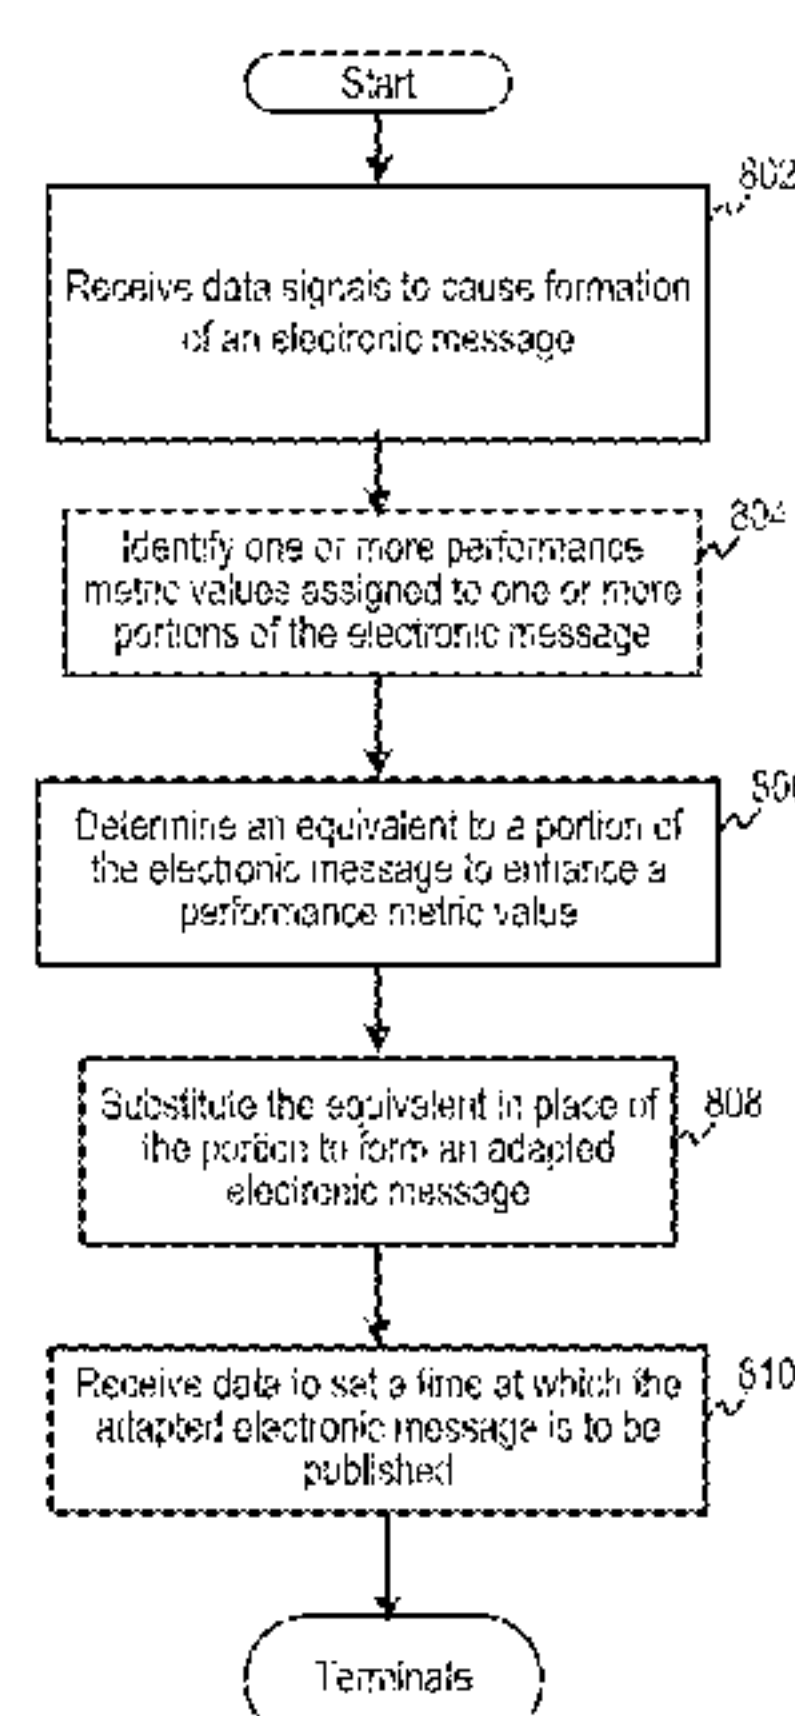 Start
802
Receive data signals to cause formation
of an electronic message
804
Identify one or more performance
metric values assigned to one or more
portions of the electronic message
Determine an equivalent to a portion of
the electronic message to enhance a
performance metric value
808
Substitute the equivalent in place of
the portion to form an adapted
electronic message
810
Receive data to set a time at which the
adapted electronic message is to be
published